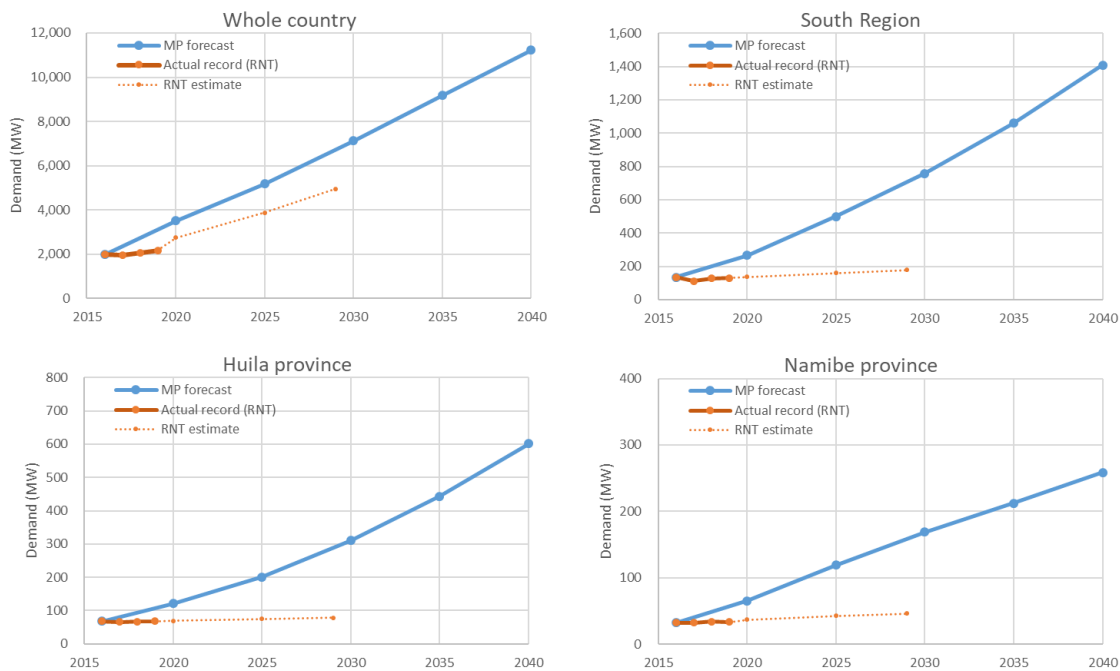 Whole country
12,000
10,000
8,000
6,000
4,000
2,000
0
Demand (MW)
MP forecast
Actual record (RNT)
RNT estimate
2015 2020 2025 2030 2035 2040
South Region
1,600
1,400
1,200
1,000
800
600
400
200
0
Demand (MW)
MP forecast
Actual record (RNT)
RNT estimate
2015 2020 2025 2030 2035 2040
Huila province
800
700
600
500
400
300
200
100
0
Demand (MW)
MP forecast
Actual record (RNT)
RNT estimate
2015 2020 2025 2030 2035 2040
Namibe province
400
300
200
100
0
Demand (MW)
MP forecast
Actual record (RNT)
RNT estimate
2015 2020 2025 2030 2035 2040